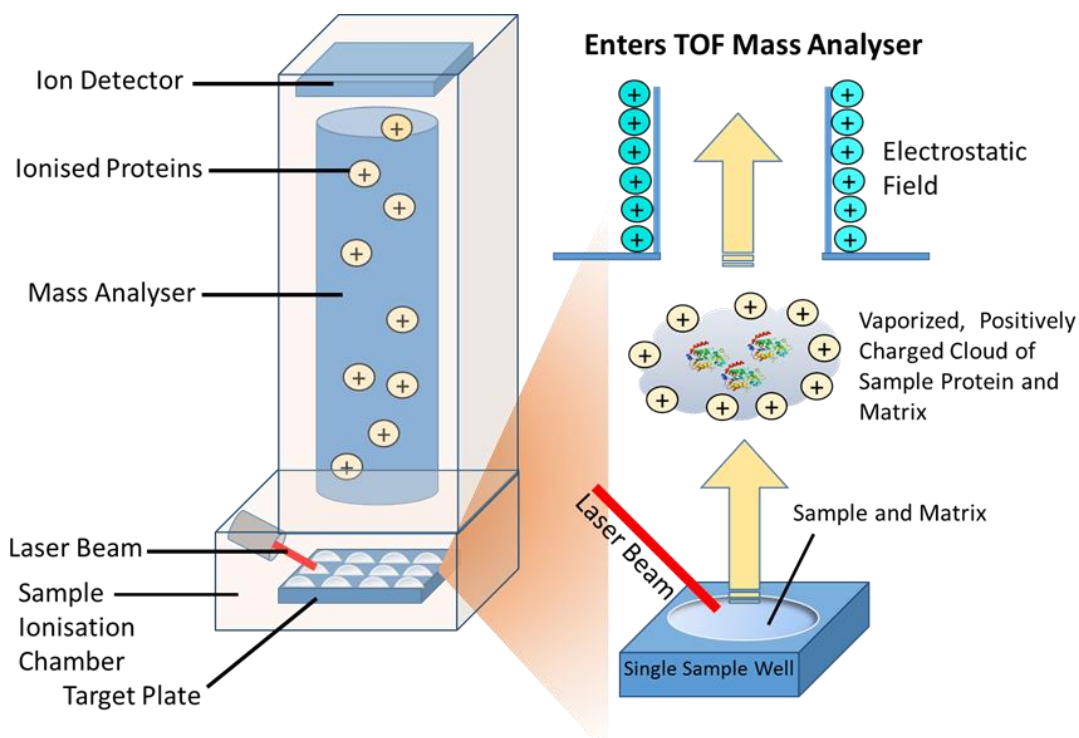 Ion Detector
Ionised Proteins
Mass Analyser
Laser Beam
Sample
Ionisation
Chamber
Target Plate
Enters TOF Mass Analyser
+ + + + + + + + +
+ + + + + +
+ + + + + +
Electrostatic
Field
+ + + + + + + + +
Vaporized, Positively
Charged Cloud of
Sample Protein and
Matrix
Laser Beam
Sample and Matrix
Single Sample Well